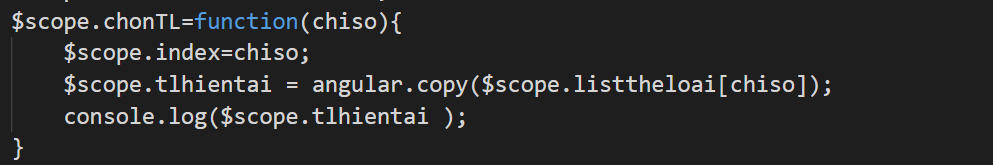 $scope.chonTL=function(chiso){
    $scope.index=chiso;
    $scope.tlhientai = angular.copy($scope.listtheloai[chiso]);
    console.log($scope.tlhientai );
}